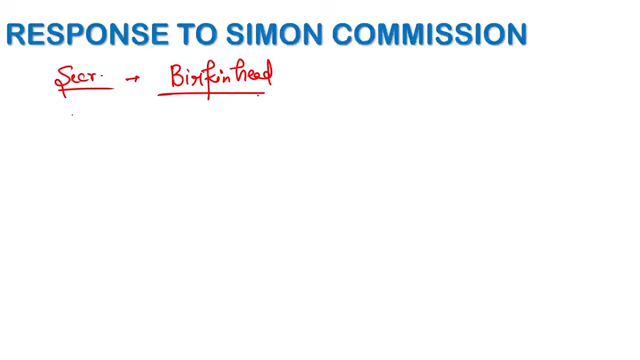 RESPONSE TO SIMON COMMISSION
Secr. → Birkinhead